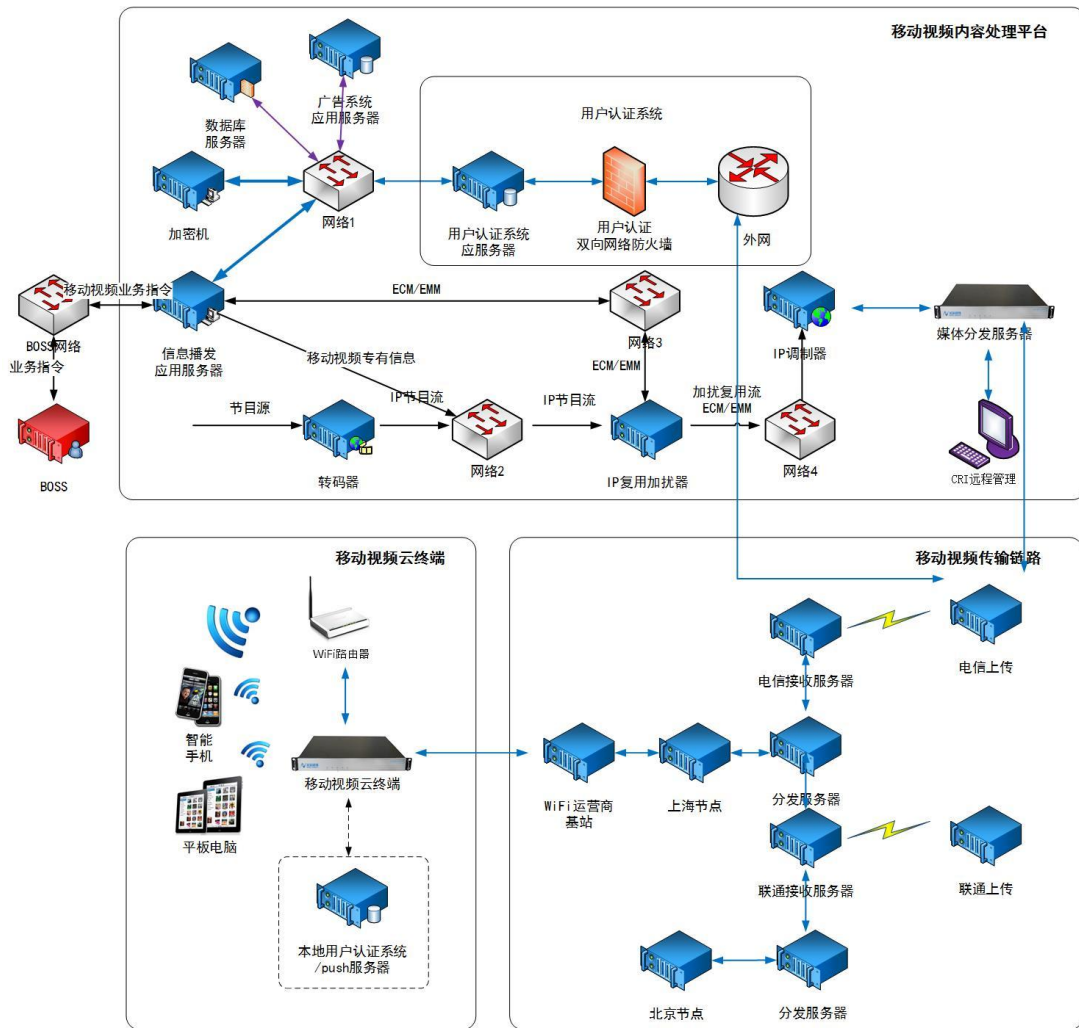 移动视频内容处理平台
数据库
服务器
广告系统
应用服务器
用户认证系统
加密机
网络1
用户认证系统
应服务器
用户认证
双向网络防火墙
外网
移动视频业务指令
ECM/EMM
BOSS网络
信息播发
应用服务器
网络3
IP调制器
媒体分发服务器
业务指令
移动视频专有信息
ECM/EMM
加扰复用流
ECM/EMM
节目源
IP节目流
IP节目流
BOSS
转码器
网络2
IP复用加扰器
网络4
CRI远程管理
移动视频云终端
WiFi路由器
智能
手机
移动视频云终端
平板电脑
本地用户认证系统
/push服务器
移动视频传输链路
电信接收服务器
电信上传
WiFi运营商
基站
上海节点
分发服务器
联通接收服务器
联通上传
北京节点
分发服务器